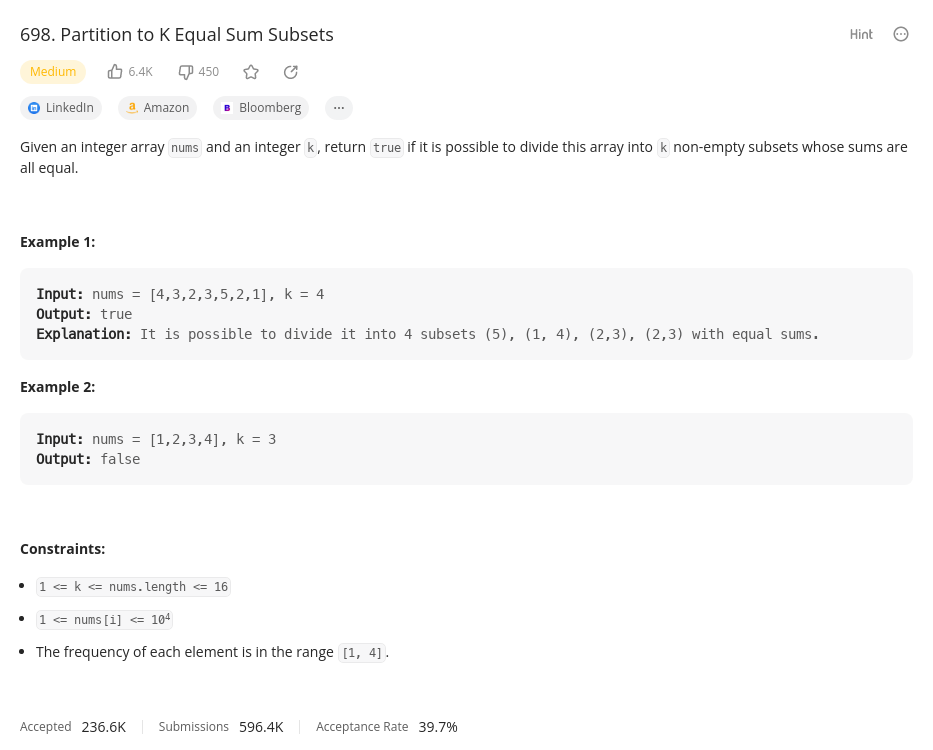 698. Partition to K Equal Sum Subsets
Hint
Medium 6.4K 450
LinkedIn Amazon Bloomberg ...
Given an integer array nums and an integer k, return true if it is possible to divide this array into k non-empty subsets whose sums are
all equal.
Example 1:
Input: nums = [4,3,2,3,5,2,1], k = 4
Output: true
Explanation: It is possible to divide it into 4 subsets (5), (1, 4), (2,3), (2,3) with equal sums.
Example 2:
Input: nums = [1,2,3,4], k = 3
Output: false
Constraints:
• 1 <= k <= nums.length <= 16
• 1 <= nums[i] <= 10⁴
• The frequency of each element is in the range [1, 4].
Accepted 236.6K Submissions 596.4K Acceptance Rate 39.7%